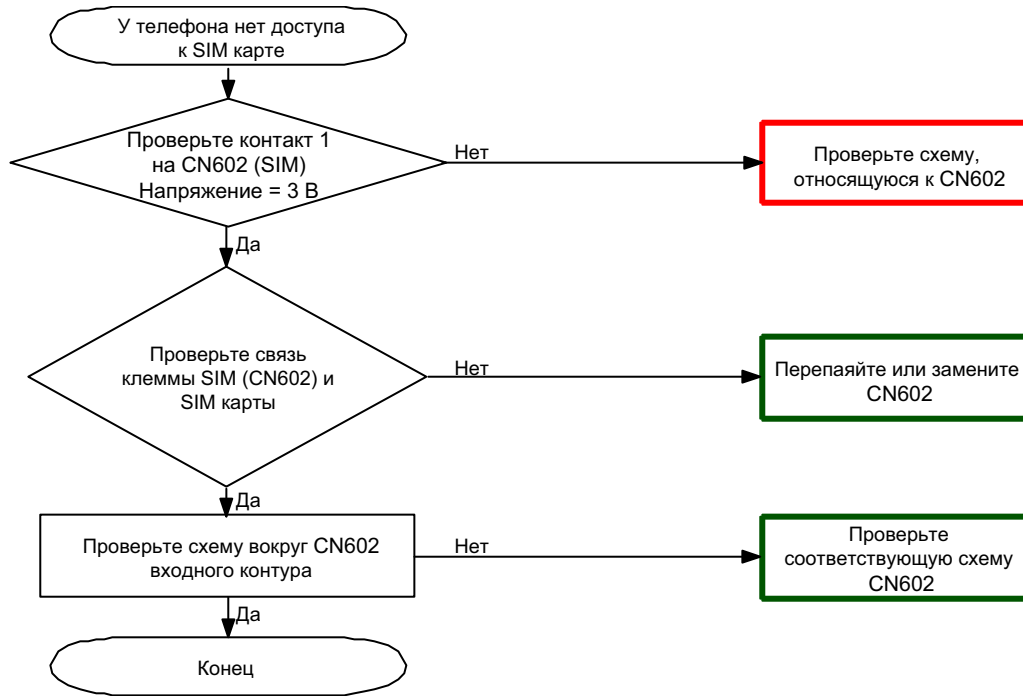 У телефона нет доступа
к SIM карте
Проверьте контакт 1
на CN602 (SIM)
Напряжение = 3 В
Нет
Проверьте схему,
относящуюся к CN602
Да
Проверьте связь
клеммы SIM (CN602) и
SIM карты
Нет
Перепаяйте или замените
CN602
Да
Проверьте схему вокруг CN602
входного контура
Нет
Проверьте
соответствующую схему
CN602
Да
Конец